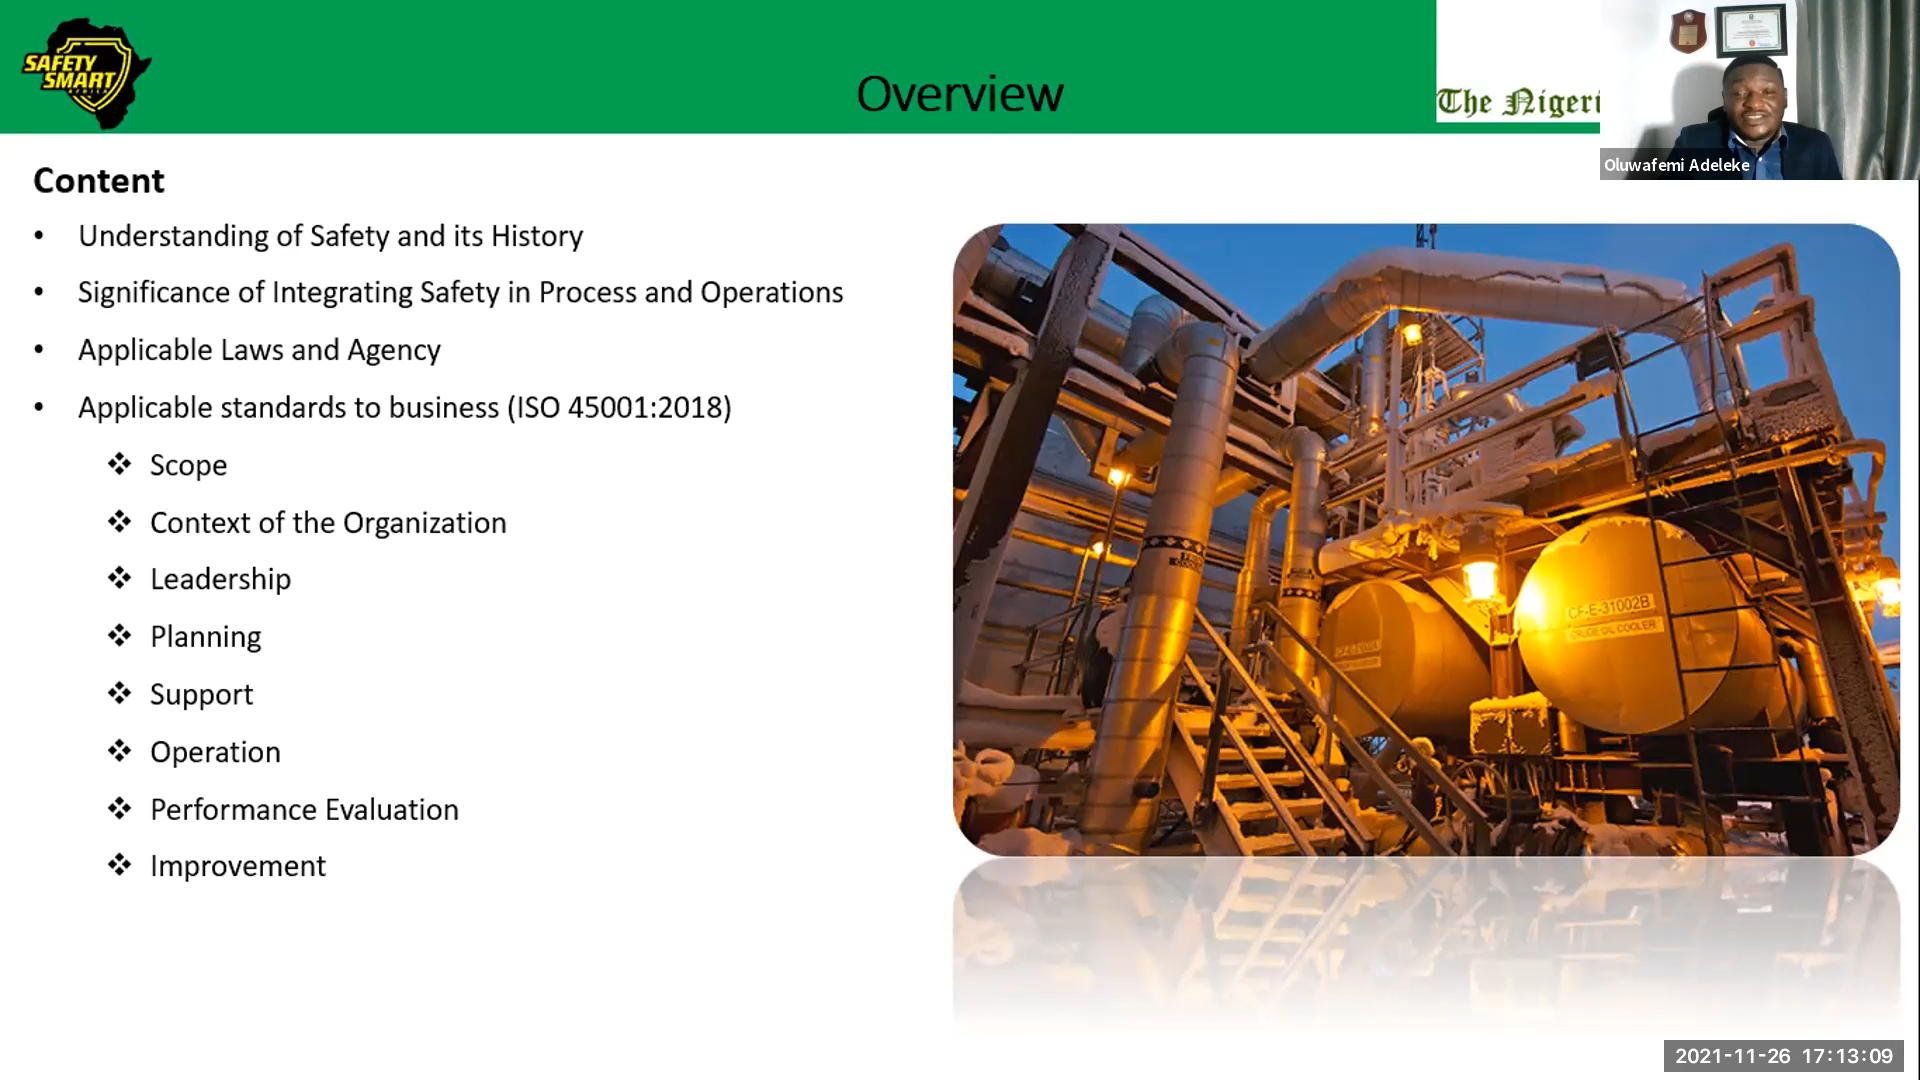 SAFETY
SMART
Overview
The Nigeri
Oluwafemi Adeleke
Content
• Understanding of Safety and its History
• Significance of Integrating Safety in Process and Operations
• Applicable Laws and Agency
• Applicable standards to business (ISO 45001:2018)
❖ Scope
❖ Context of the Organization
❖ Leadership
❖ Planning
❖ Support
❖ Operation
❖ Performance Evaluation
❖ Improvement
CF-E-31002B
CRUDE OIL COOLER
2021-11-26 17:13:09